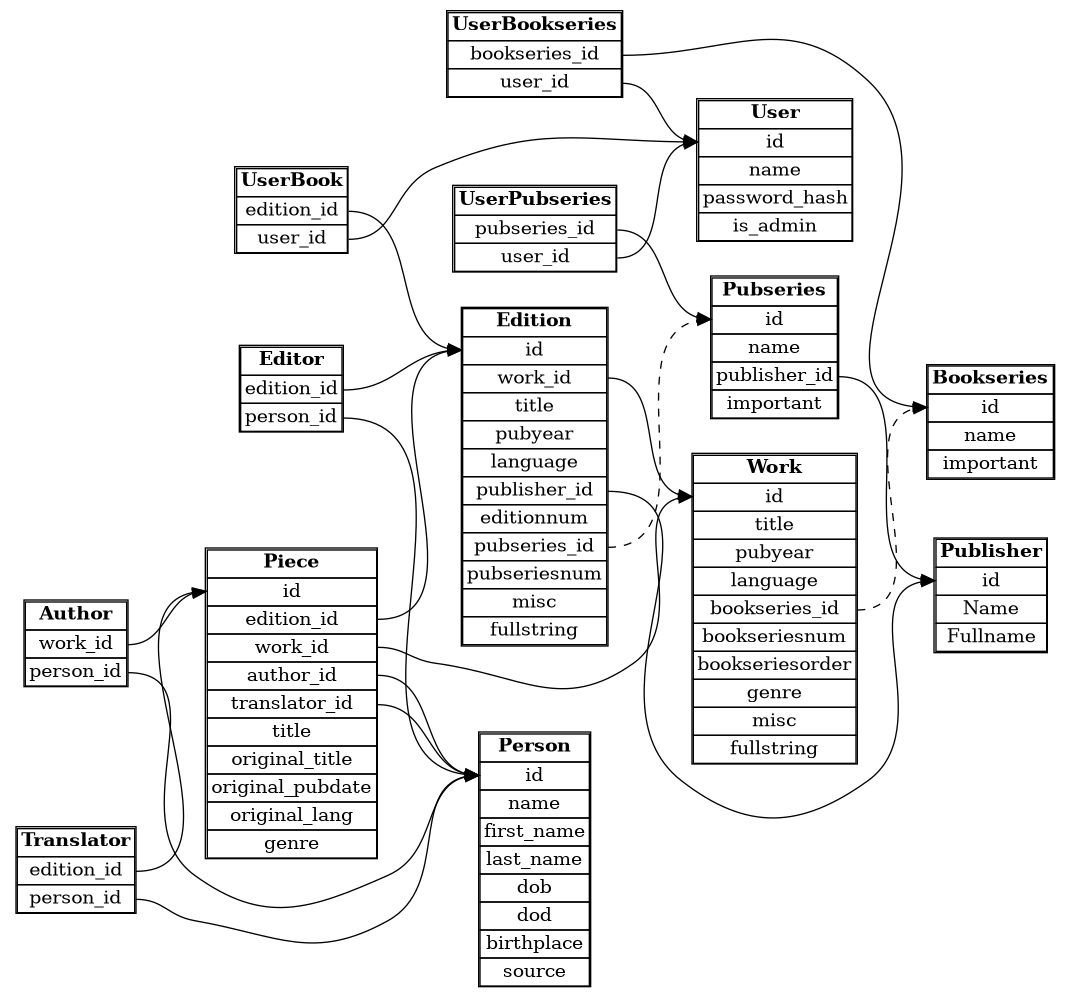 UserBookseries
bookseries_id
user_id
User
id
name
password_hash
is_admin
UserBook
edition_id
user_id
UserPubseries
pubseries_id
user_id
Pubseries
id
name
publisher_id
important
Edition
id
work_id
title
pubyear
language
publisher_id
editionnum
pubseries_id
pubseriesnum
misc
fullstring
Editor
edition_id
person_id
Bookseries
id
name
important
Work
id
title
pubyear
language
bookseries_id
bookseriesnum
bookseriesorder
genre
misc
fullstring
Publisher
id
Name
Fullname
Piece
id
edition_id
work_id
author_id
translator_id
title
original_title
original_pubdate
original_lang
genre
Author
work_id
person_id
Person
id
name
first_name
last_name
dob
dod
birthplace
source
Translator
edition_id
person_id